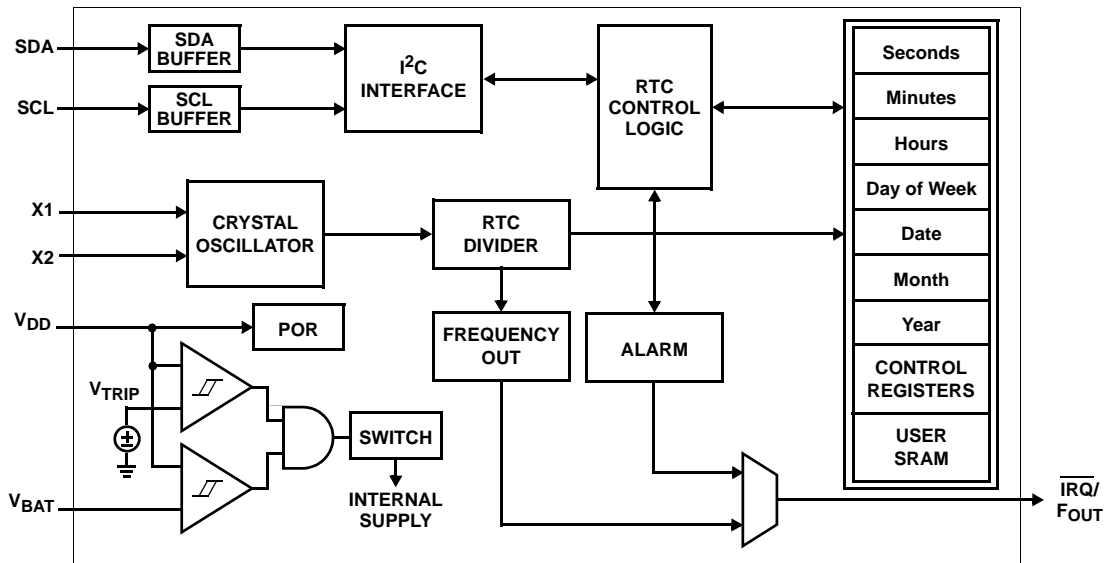 SDA
SDA
BUFFER
I2C
INTERFACE
RTC
CONTROL
LOGIC
SCL
SCL
BUFFER
X1
X2
CRYSTAL
OSCILLATOR
RTC
DIVIDER
VDD
POR
FREQUENCY
OUT
ALARM
VTRIP
SWITCH
INTERNAL
SUPPLY
VBAT
Seconds
Minutes
Hours
Day of Week
Date
Month
Year
CONTROL
REGISTERS
USER
SRAM
IRQ/
FOUT